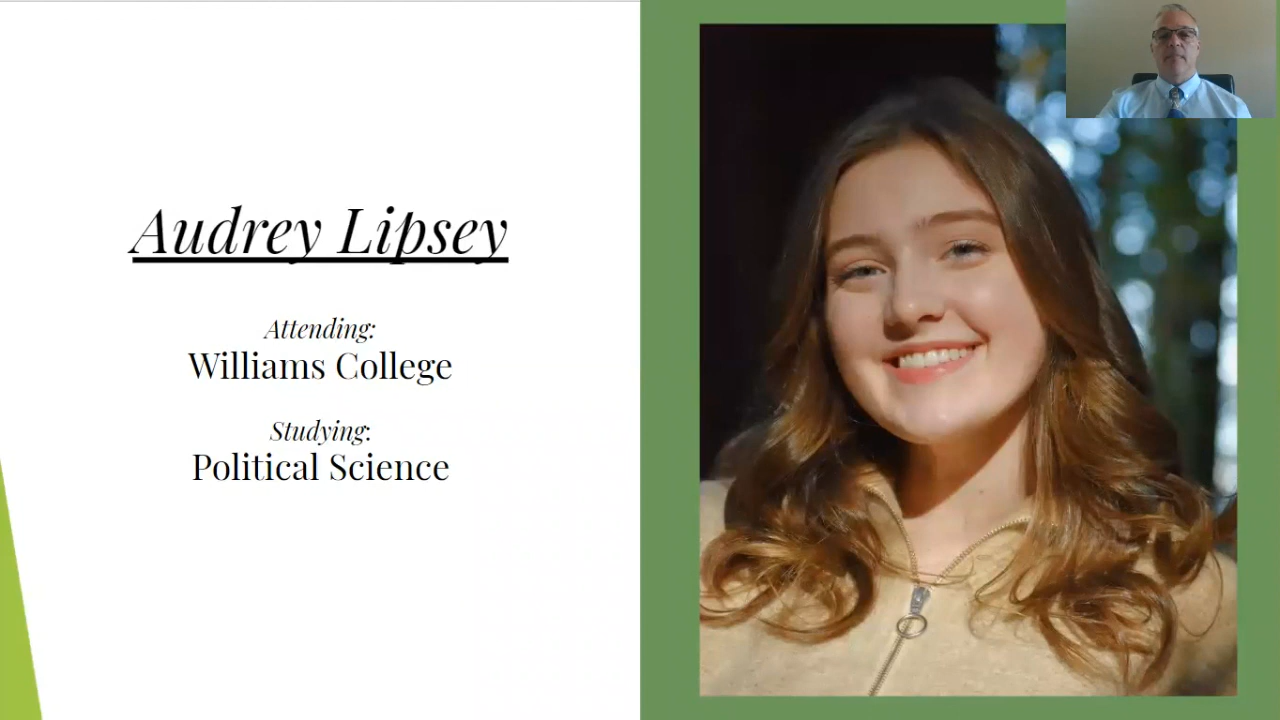 Audrey Lipsey
Attending:
Williams College
Studying:
Political Science